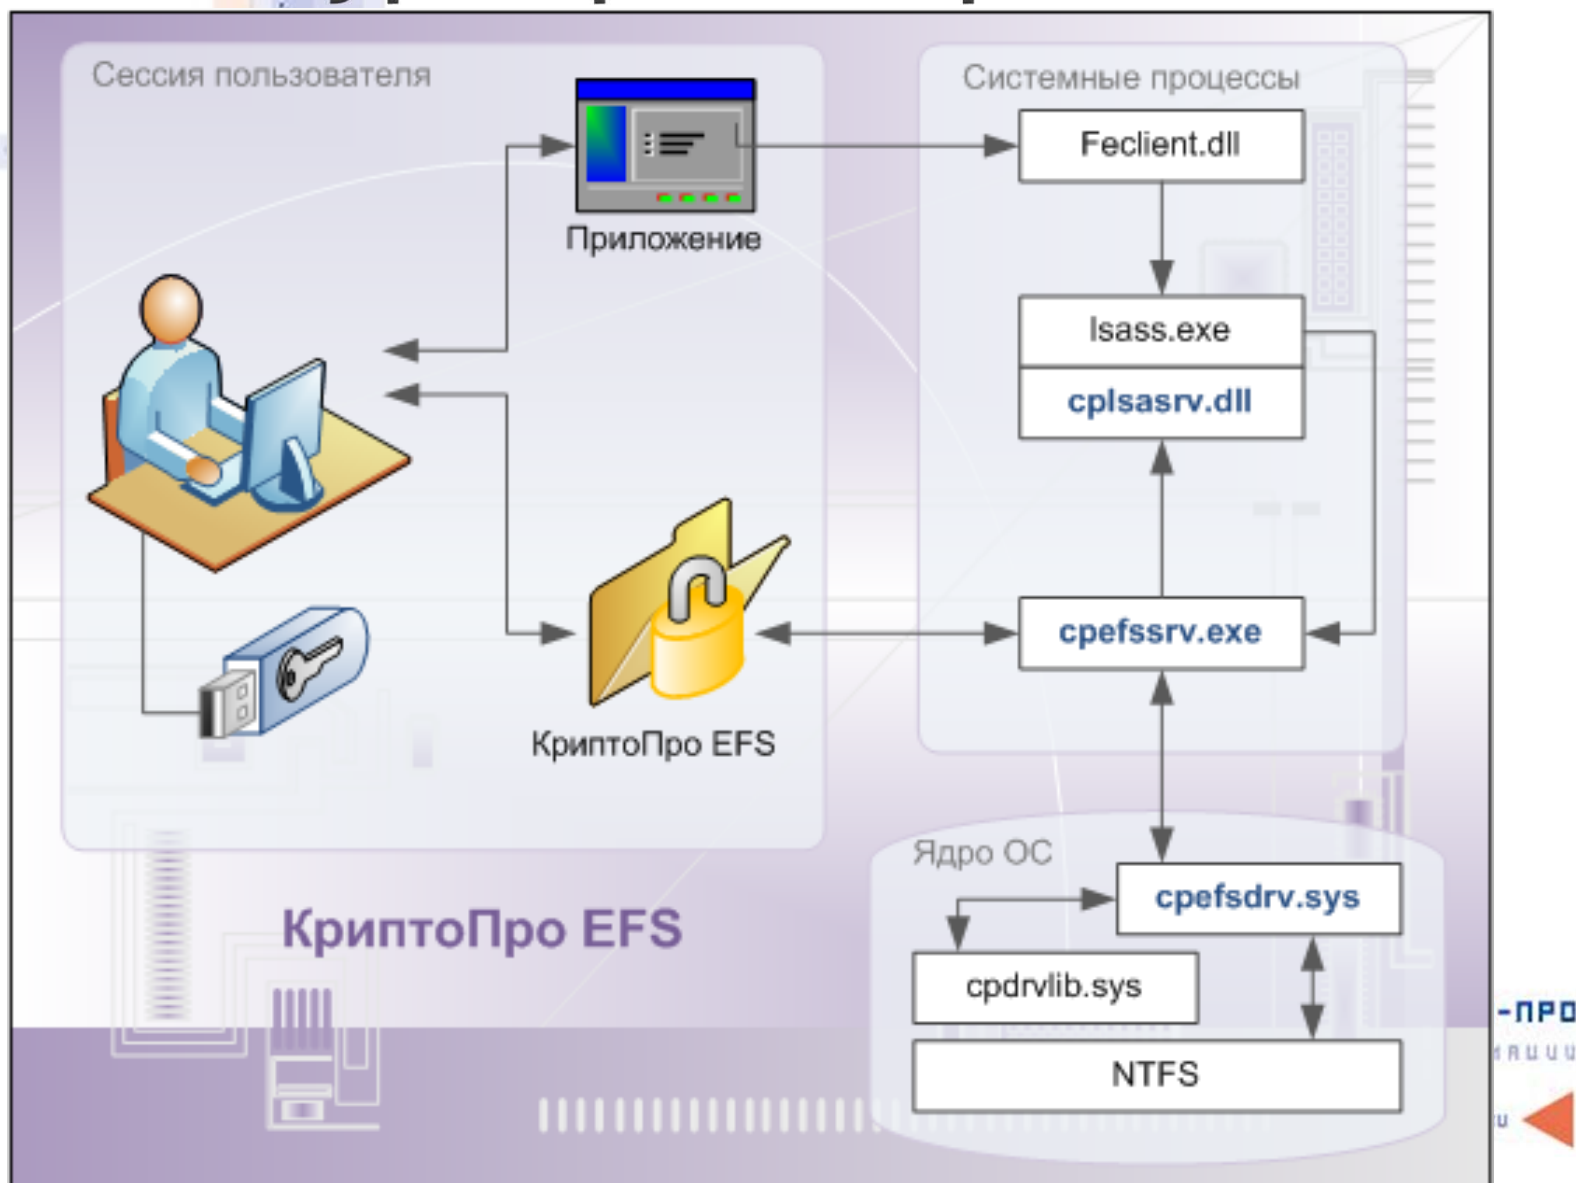 Сессия пользователя
Системные процессы
Feclient.dll
Приложение
lsass.exe
cplsasrv.dll
cpefssrv.exe
КриптоПро EFS
Ядро ОС
cpefsdrv.sys
КриптоПро EFS
cpdrvlib.sys
-ПРО
NTFS